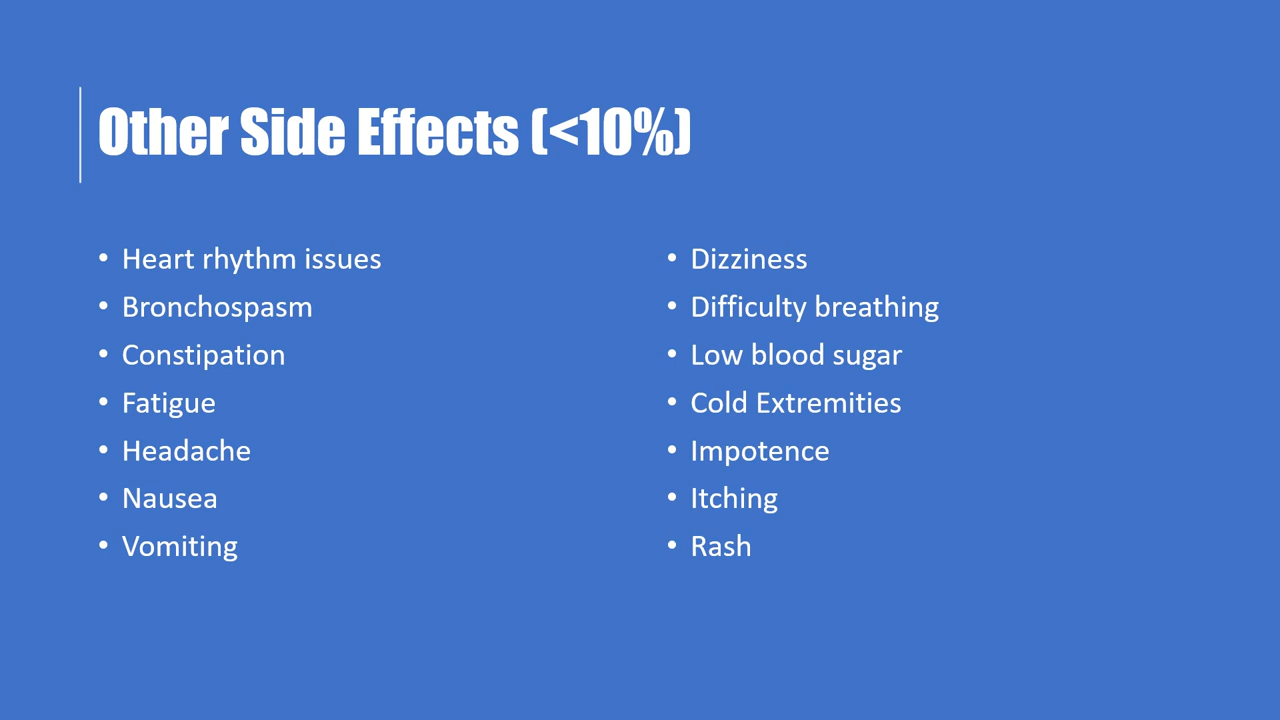 Other Side Effects (<10%)
• Heart rhythm issues
• Bronchospasm
• Constipation
• Fatigue
• Headache
• Nausea
• Vomiting
• Dizziness
• Difficulty breathing
• Low blood sugar
• Cold Extremities
• Impotence
• Itching
• Rash